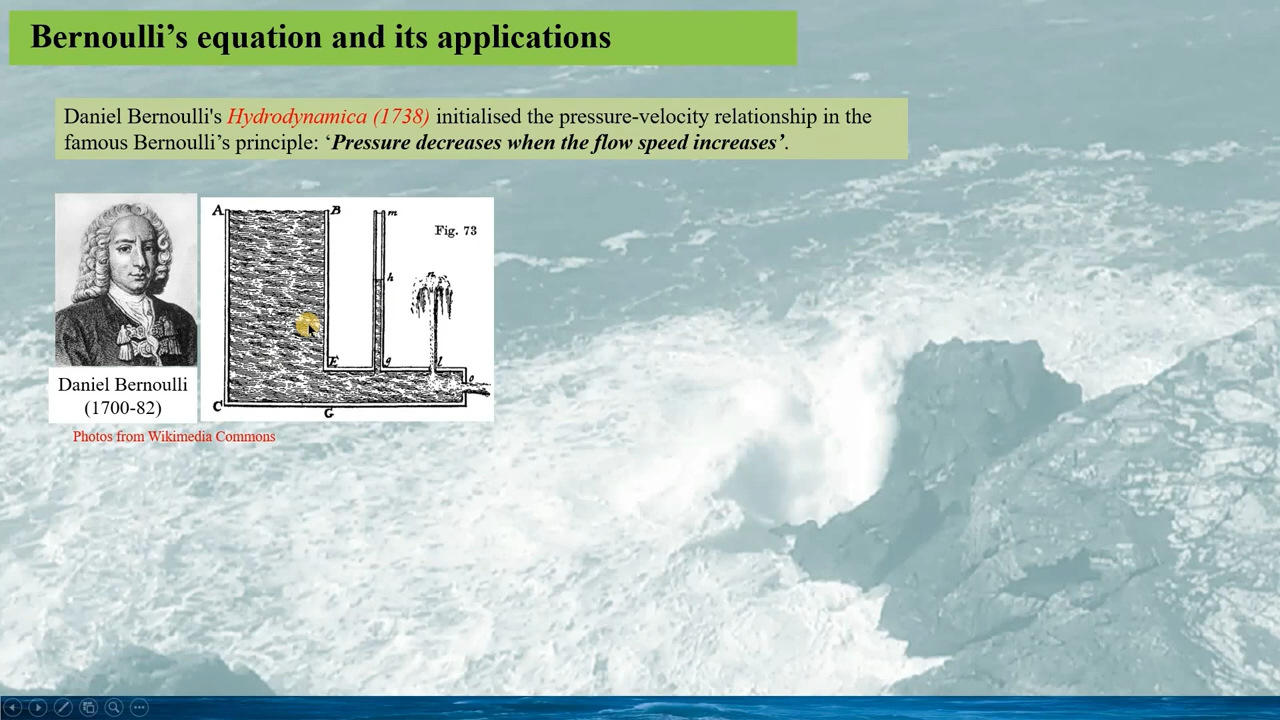 Bernoulli’s equation and its applications
Daniel Bernoulli's Hydrodynamica (1738) initialised the pressure-velocity relationship in the
famous Bernoulli’s principle: ‘Pressure decreases when the flow speed increases’.
A B m
Fig. 73
h
n
E g l
o
C G
Daniel Bernoulli
(1700-82)
Photos from Wikimedia Commons